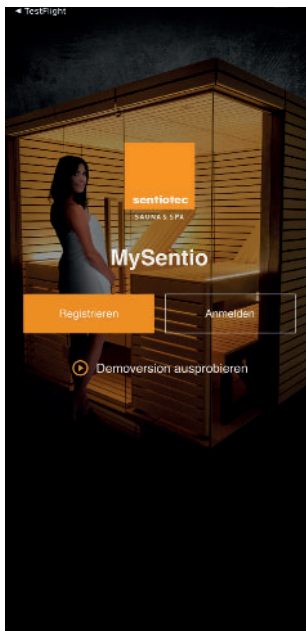 ◄ TestFlight
sentiotec
SAUNA & SPA
MySentio
Registrieren
Anmelden
Demoversion ausprobieren